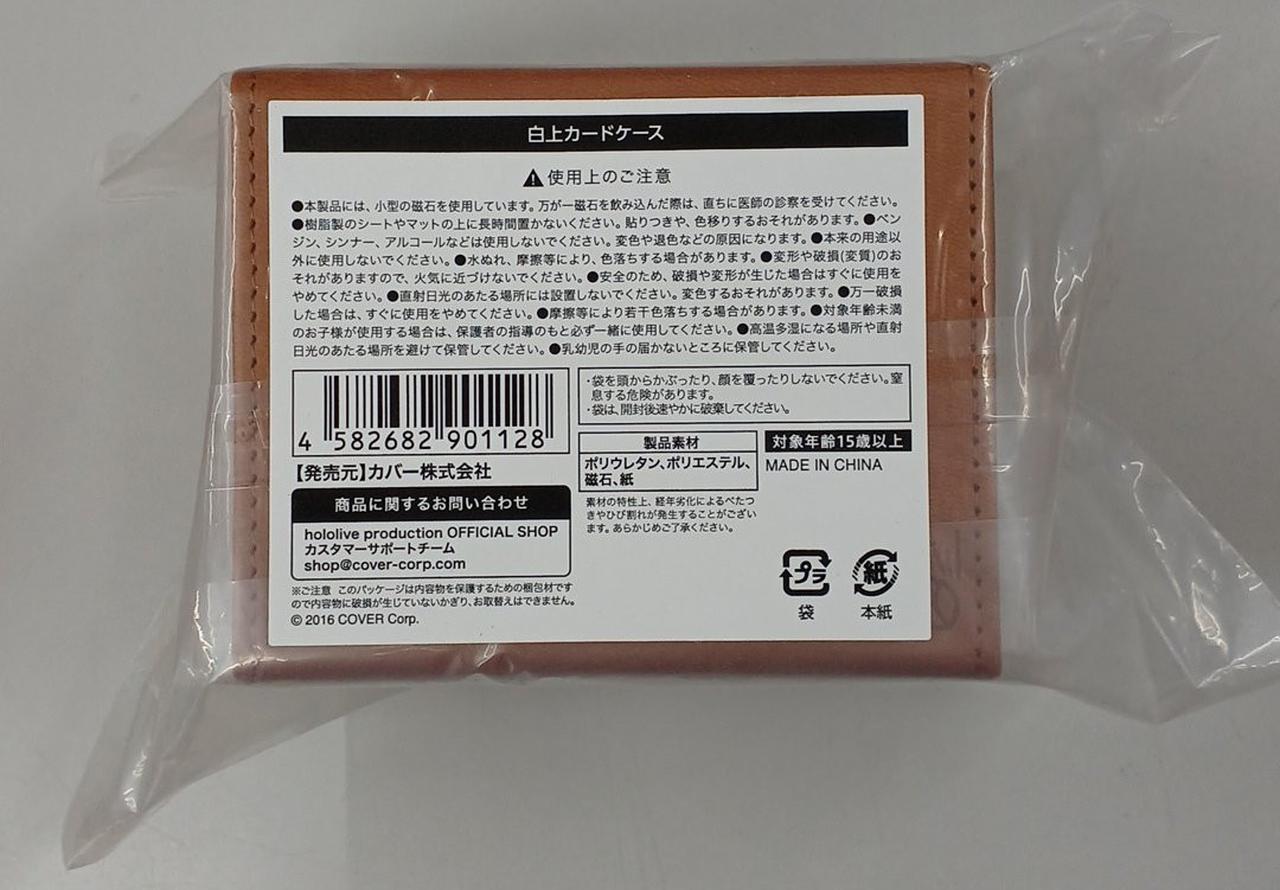 白上カードケース
使用上のご注意
●本製品には、小型の磁石を使用しています。万が一磁石を飲み込んだ際は、直ちに医師の診察を受けてください。
●樹脂製のシートやマットの上に長時間置かないください。貼りつきや、色移りするおそれがあります。●ベン
ジン、シンナー、アルコールなどは使用しないでください。変色や退色などの原因になります。●本来の用途以
外に使用しないでください。●水ぬれ、摩擦等により、色落ちする場合があります。●変形や破損(変質)のお
それがありますので、火気に近づけないでください。●安全のため、破損や変形が生じた場合はすぐに使用を
やめてください。●直射日光のあたる場所には設置しないでください。変色するおそれがあります。●万一破損
した場合は、すぐに使用をやめてください。●摩擦等により若干色落ちする場合があります。●対象年齢未満
のお子様が使用する場合は、保護者の指導のもと必ず一緒に使用してください。●高温多湿になる場所や直射
日光のあたる場所を避けて保管してください。●乳幼児の手の届かないところに保管してください。
4 582682 901128
【発売元】カバー株式会社
商品に関するお問い合わせ
hololive production OFFICIAL SHOP
カスタマーサポートチーム
shop@cover-corp.com
※ご注意 このパッケージは内容物を保護するための梱包材です
ので内容物に破損が生じていないかぎり、お取替えはできません。
© 2016 COVER Corp.
・袋を頭からかぶったり、顔を覆ったりしないでください。窒
息する危険があります。
・袋は、開封後速やかに破棄してください。
製品素材
ポリウレタン、ポリエステル、
磁石、紙
素材の特性上、経年劣化によるべたつ
きやひび割れが発生することがござい
ます。あらかじめご了承ください。
対象年齢15歳以上
MADE IN CHINA
プラ
袋
紙
本紙